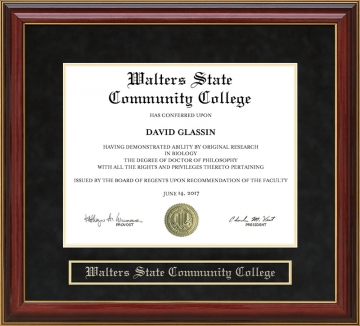 Walters State
Community College
HAS CONFERRED UPON
DAVID GLASSIN
HAVING DEMONSTRATED ABILITY BY ORIGINAL RESEARCH
IN BIOLOGY
THE DEGREE OF DOCTOR OF PHILOSOPHY
WITH ALL THE RIGHTS AND PRIVILEGES THERETO PERTAINING
ISSUED BY THE BOARD OF REGENTS UPON RECOMMENDATION OF THE FACULTY
JUNE 14, 2017
PROVOST
PRESIDENT
Walters State Community College